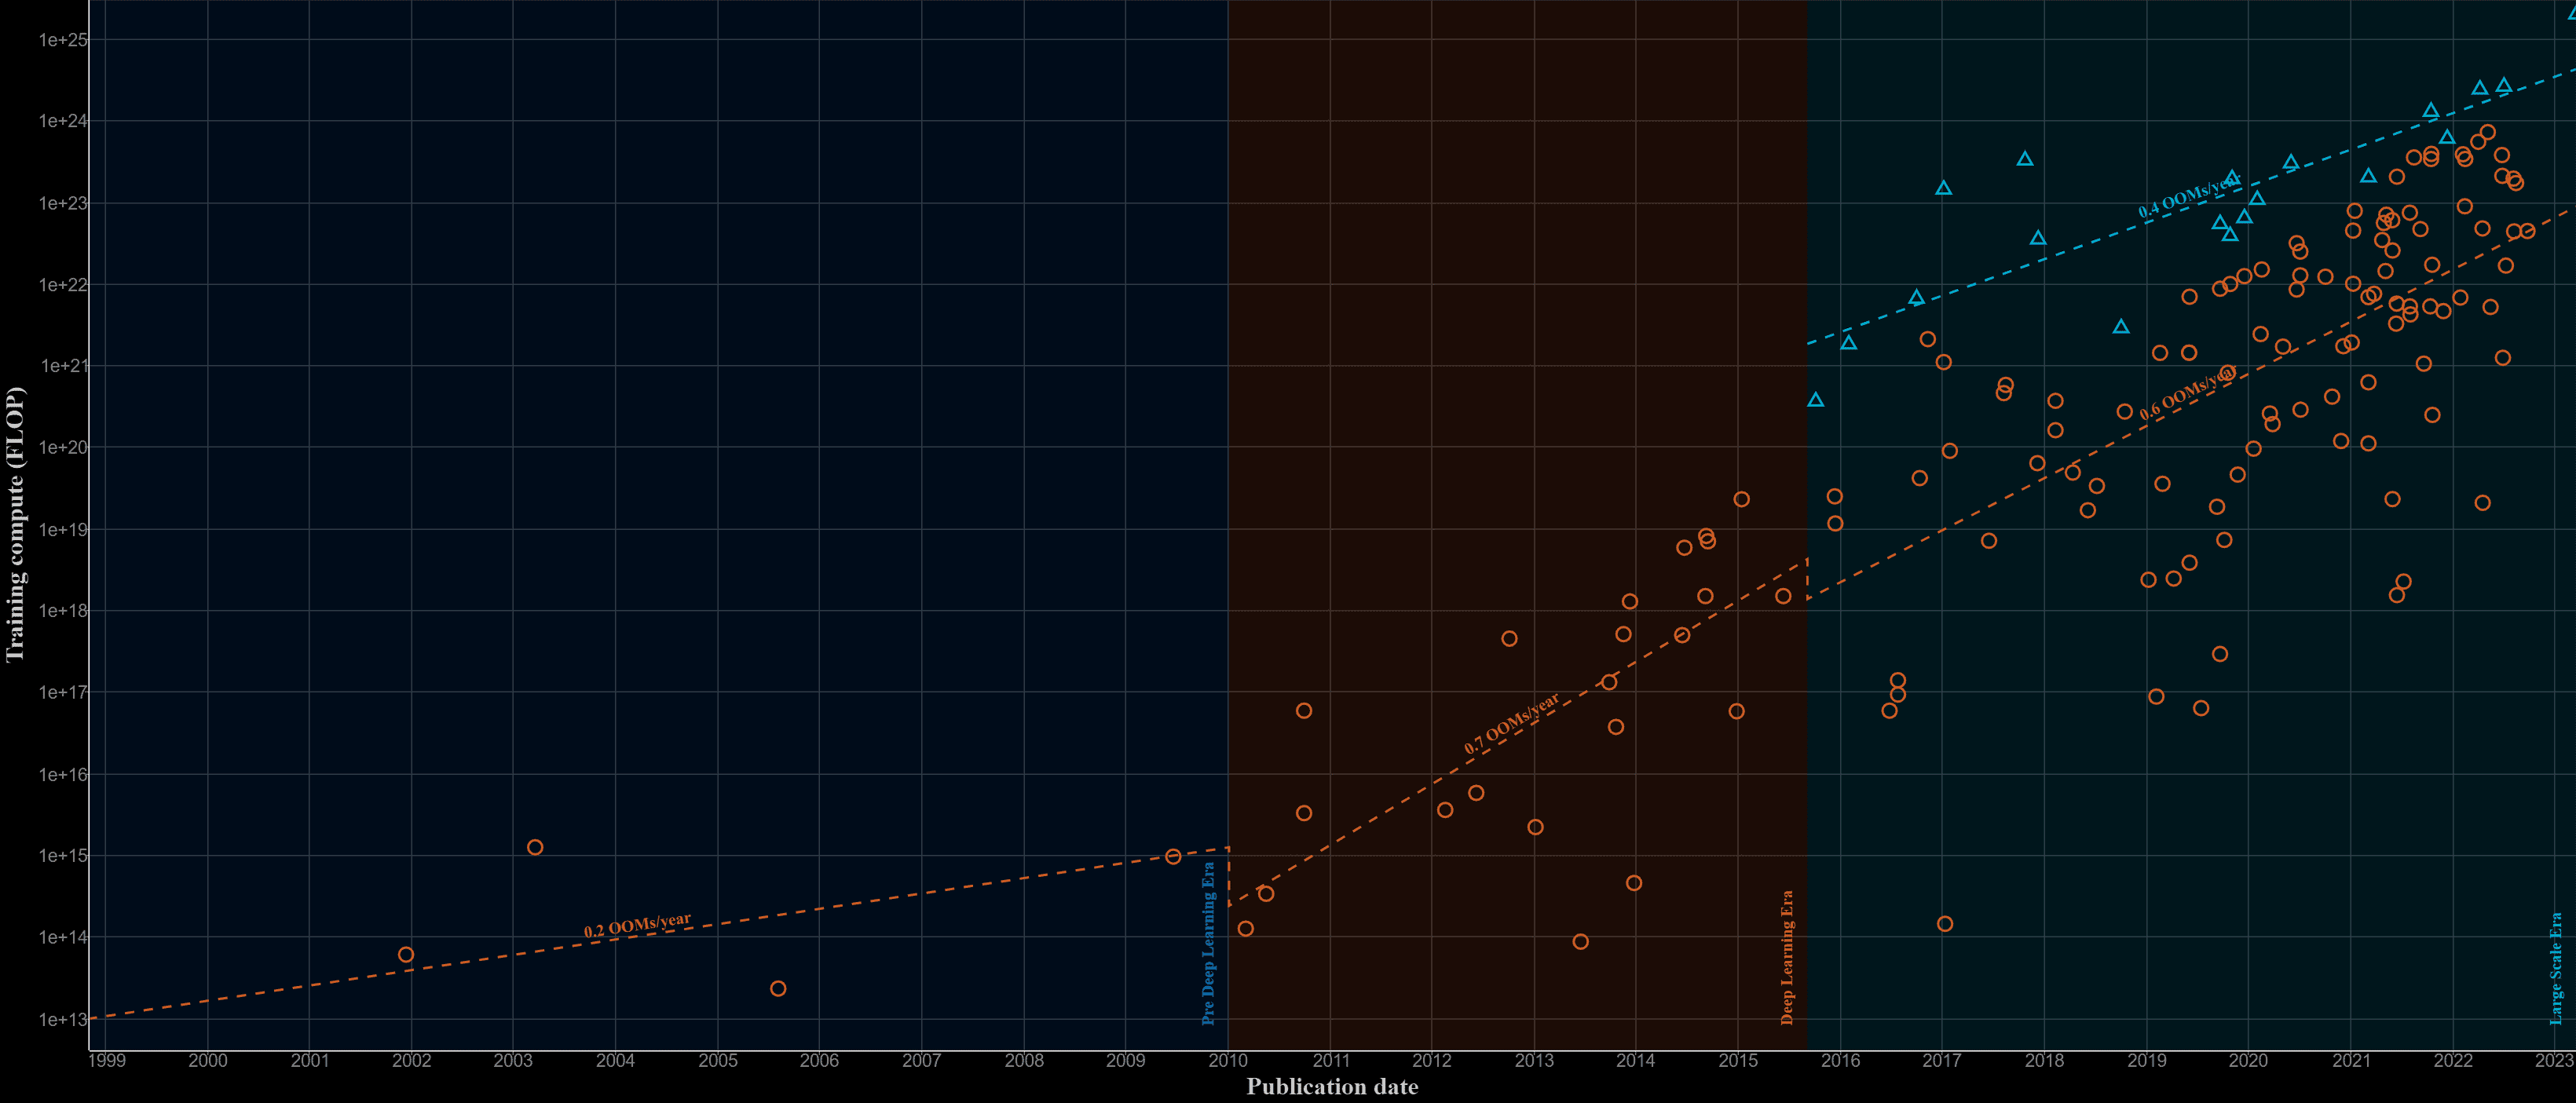 Training compute (FLOP)
1e+25
1e+24
1e+23
1e+22
1e+21
1e+20
1e+19
1e+18
1e+17
1e+16
1e+15
1e+14
1e+13
0.2 OOMs/year
0.7 OOMs/year
0.4 OOMs/year
0.6 OOMs/year
Pre Deep Learning Era
Deep Learning Era
Large Scale Era
1999 2000 2001 2002 2003 2004 2005 2006 2007 2008 2009 2010 2011 2012 2013 2014 2015 2016 2017 2018 2019 2020 2021 2022 2023
Publication date